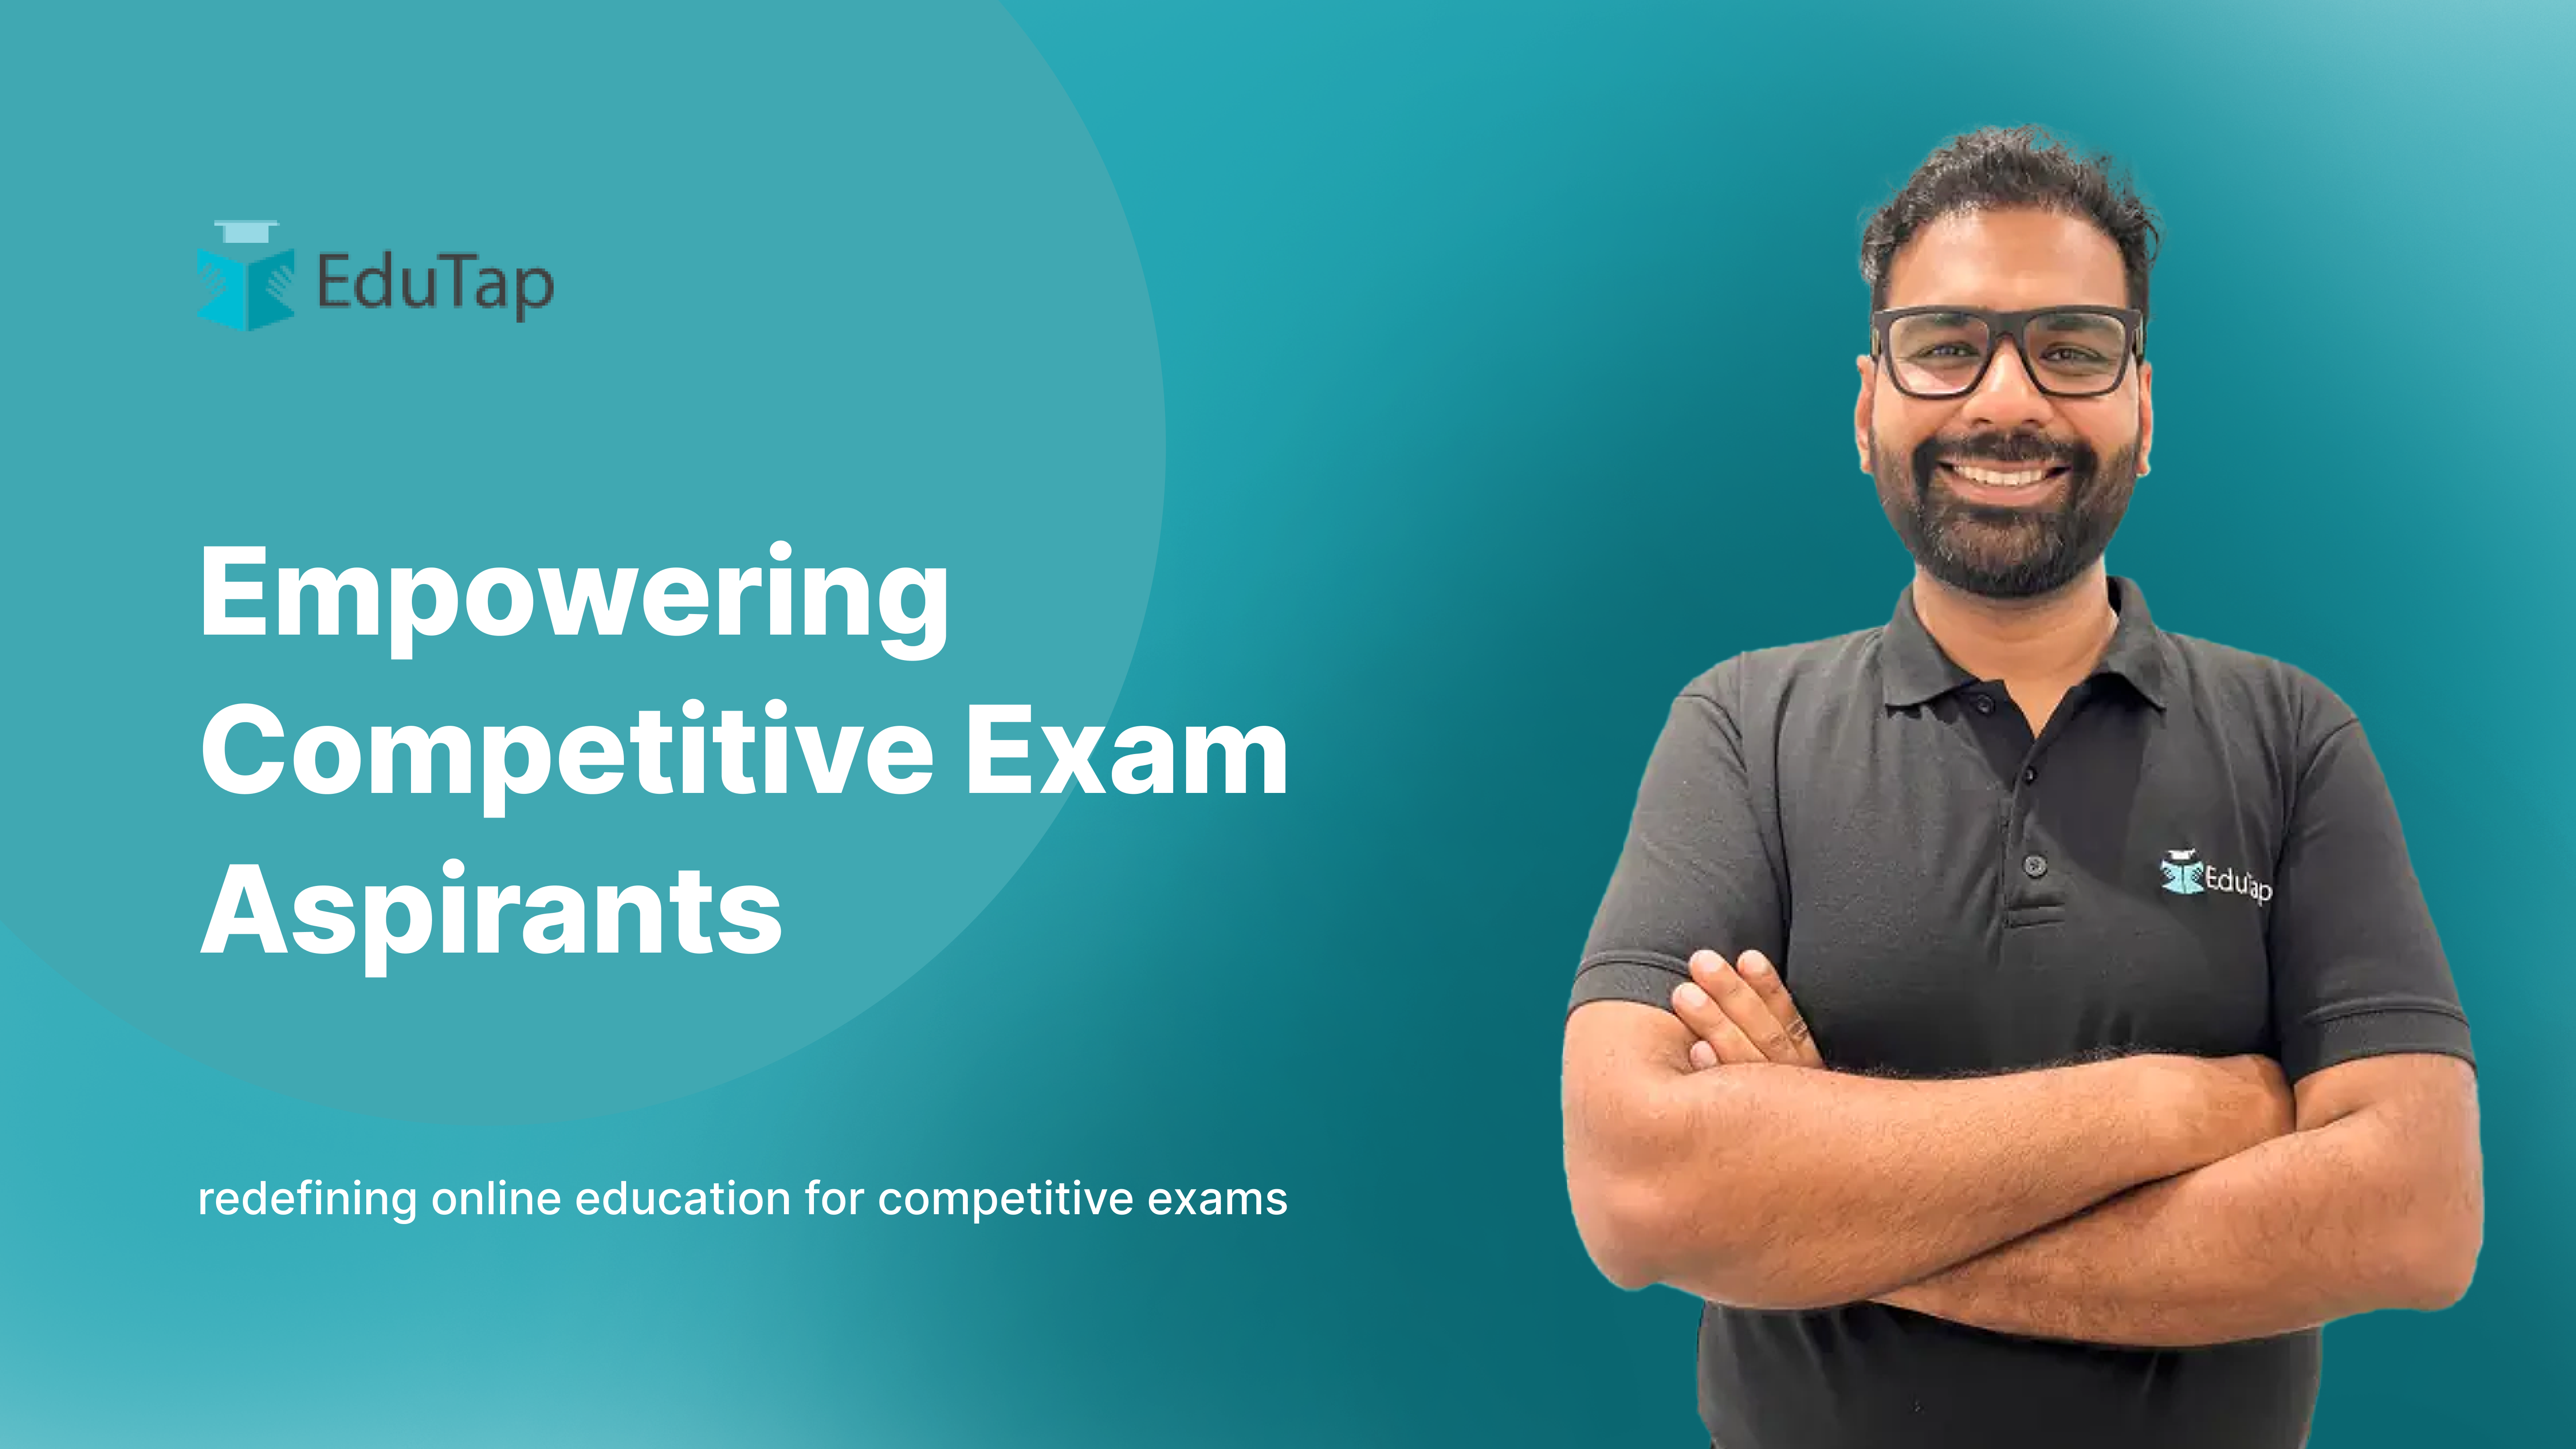 EduTap
Empowering
Competitive Exam
Aspirants
EduTap
redefining online education for competitive exams